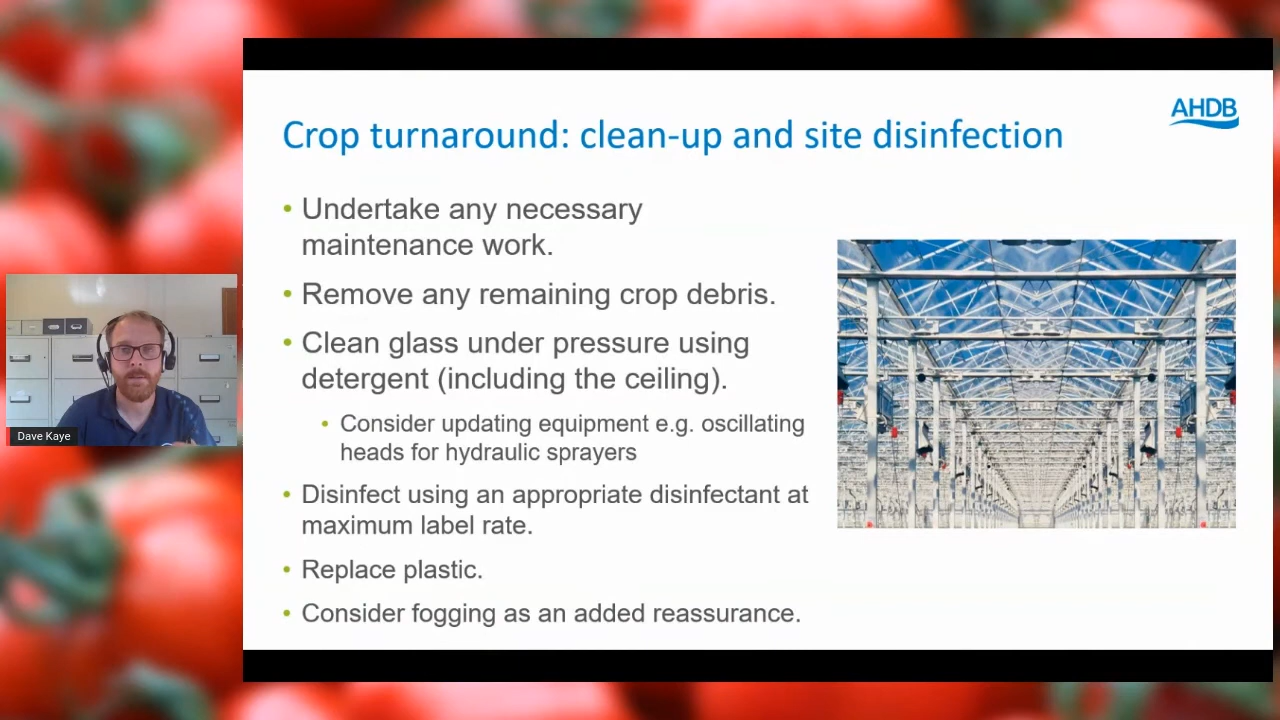 AHDB
Crop turnaround: clean-up and site disinfection
• Undertake any necessary
maintenance work.
• Remove any remaining crop debris.
• Clean glass under pressure using
detergent (including the ceiling).
• Consider updating equipment e.g. oscillating
heads for hydraulic sprayers
• Disinfect using an appropriate disinfectant at
maximum label rate.
• Replace plastic.
• Consider fogging as an added reassurance.
Dave Kaye